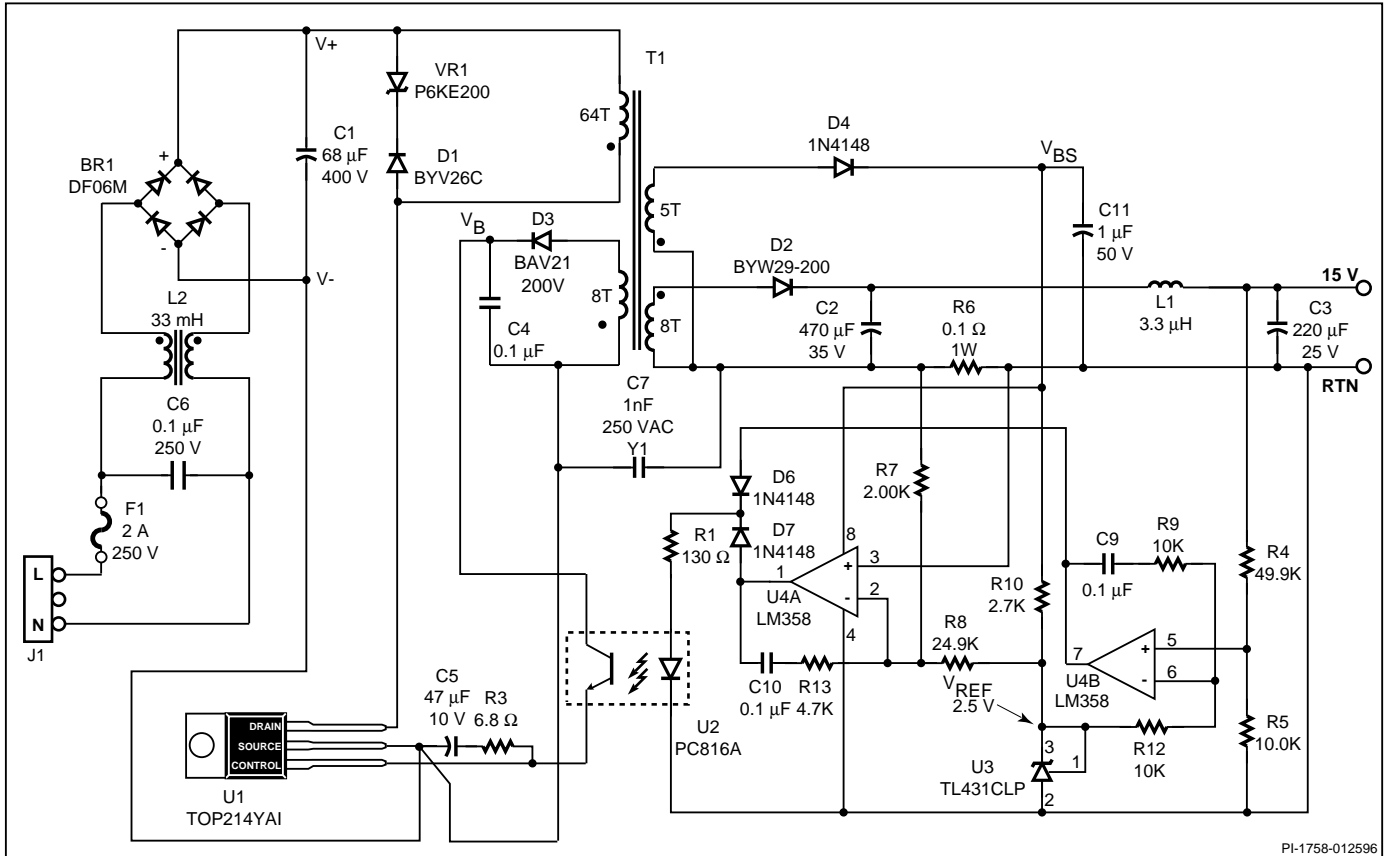 V+
T1
VR1
P6KE200
64T
D4
1N4148
V_BS
C1
68 µF
400 V
BR1
DF06M
+
-
D1
BYV26C
V_B
D3
BAV21
200V
5T
C11
1 µF
50 V
V-
D2
BYW29-200
15 V
L2
33 mH
8T
8T
C4
0.1 µF
C2
470 µF
35 V
R6
0.1 Ω
1W
L1
3.3 µH
C3
220 µF
25 V
RTN
C6
0.1 µF
250 V
C7
1nF
250 VAC
Y1
D6
1N4148
R7
2.00K
F1
2 A
250 V
R1
130 Ω
D7
1N4148
8
1
+
3
-
2
U4A
LM358
4
R10
2.7K
C9
0.1 µF
R9
10K
R4
49.9K
L
N
J1
R8
24.9K
7
+
5
-
6
U4B
LM358
C10
0.1 µF
R13
4.7K
V_REF
2.5 V
C5
47 µF
10 V
R3
6.8 Ω
U2
PC816A
R12
10K
R5
10.0K
DRAIN
SOURCE
CONTROL
U1
TOP214YAI
3
1
U3
TL431CLP
2
PI-1758-012596